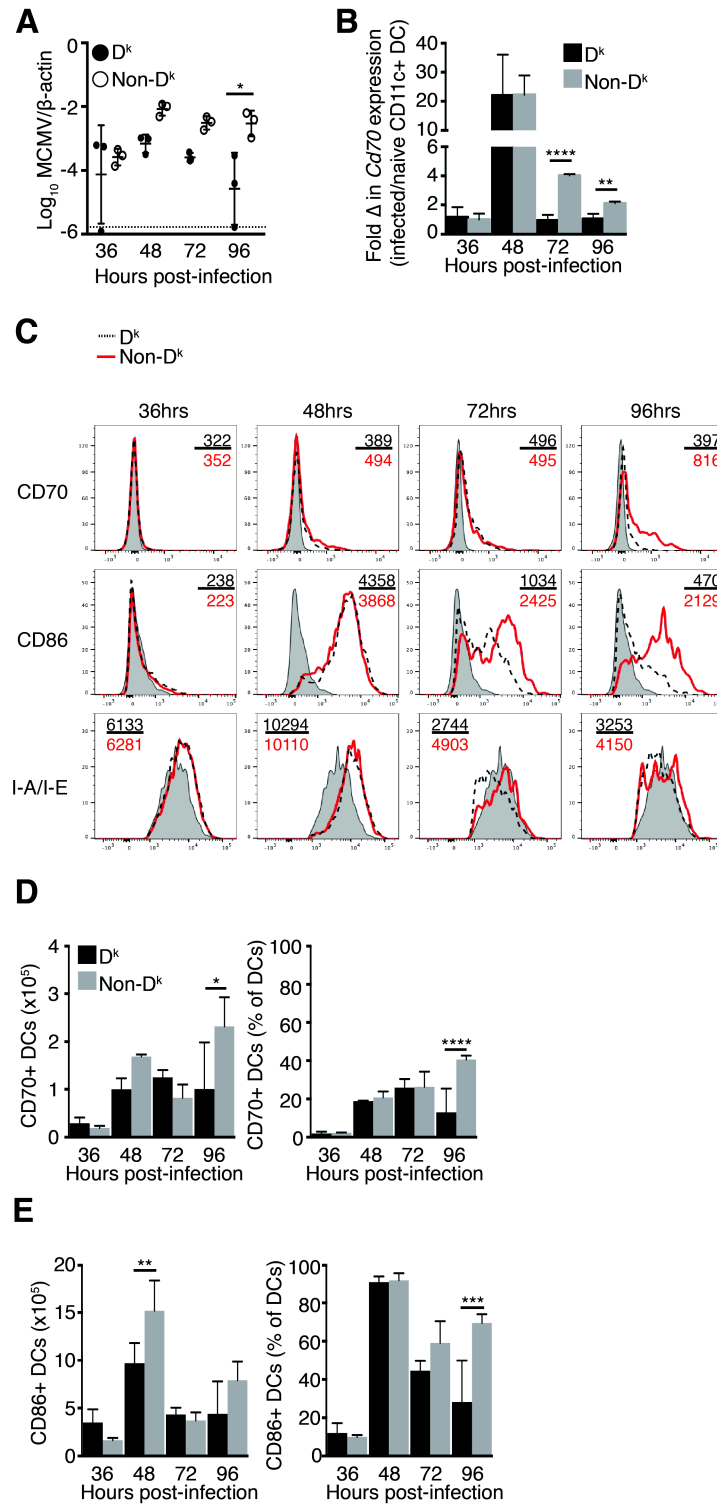 A
Dᵏ
Non-Dᵏ
Log₁₀ MCMV/β-actin
0
-2
-4
-6
*
36 48 72 96
Hours post-infection
B
Dᵏ
Non-Dᵏ
Fold Δ in Cd70 expression
(infected/naive CD11c+ DC)
40
30
20
10
6
4
2
0
****
**
36 48 72 96
Hours post-infection
C
Dᵏ
Non-Dᵏ
36hrs 48hrs 72hrs 96hrs
CD70
322
352
389
494
496
495
397
816
CD86
238
223
4358
3868
1034
2425
470
2129
I-A/I-E
6133
6281
10294
10110
2744
4903
3253
4150
D
Dᵏ
Non-Dᵏ
CD70+ DCs (x10⁵)
4
3
2
1
0
*
36 48 72 96
Hours post-infection
CD70+ DCs (% of DCs)
100
80
60
40
20
0
****
36 48 72 96
Hours post-infection
E
CD86+ DCs (x10⁵)
20
15
10
5
0
**
36 48 72 96
Hours post-infection
CD86+ DCs (% of DCs)
100
80
60
40
20
0
***
36 48 72 96
Hours post-infection